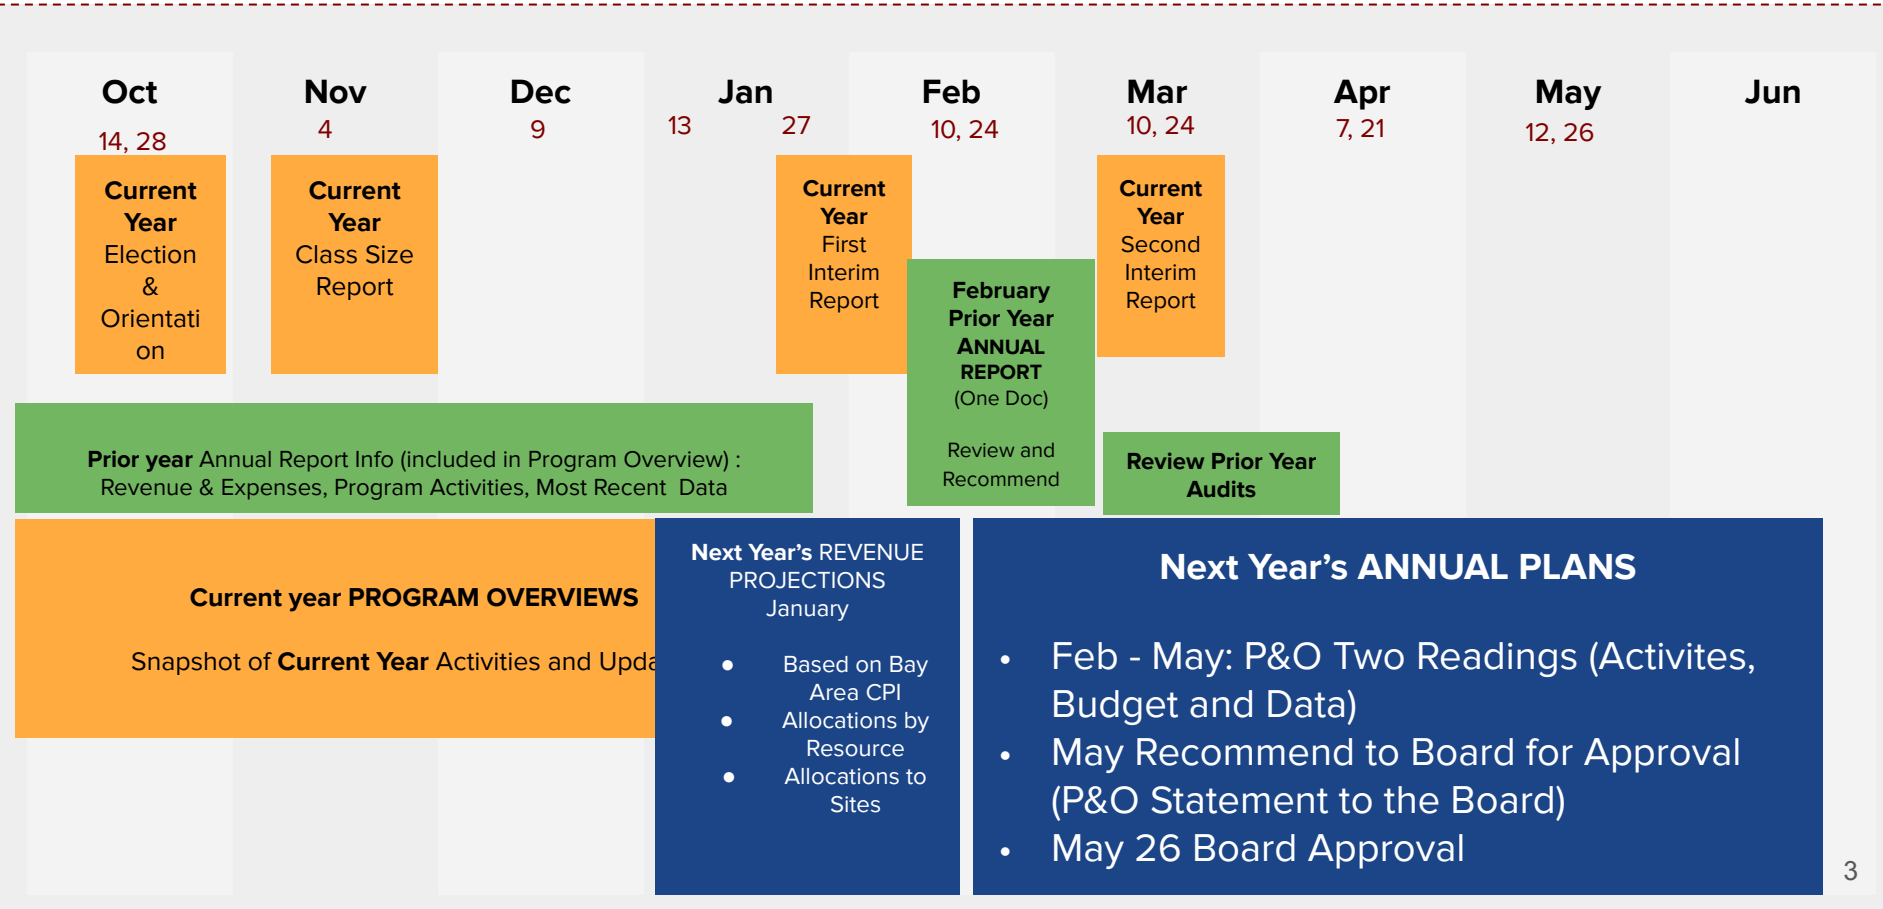 Oct
Nov
Dec
Jan
Feb
Mar
Apr
May
Jun
14, 28
4
9
13
27
10, 24
10, 24
7, 21
12, 26
Current
Year
Election
&
Orientati
on
Current
Year
Class Size
Report
Current
Year
First
Interim
Report
Current
Year
Second
Interim
Report
February
Prior Year
ANNUAL
REPORT
(One Doc)
Review and
Recommend
Prior year Annual Report Info (included in Program Overview) :
Revenue & Expenses, Program Activities, Most Recent Data
Review Prior Year
Audits
Current year PROGRAM OVERVIEWS
Snapshot of Current Year Activities and Upda
Next Year's REVENUE
PROJECTIONS
January
● Based on Bay
Area CPI
● Allocations by
Resource
● Allocations to
Sites
Next Year's ANNUAL PLANS
• Feb - May: P&O Two Readings (Activites,
Budget and Data)
• May Recommend to Board for Approval
(P&O Statement to the Board)
• May 26 Board Approval
3